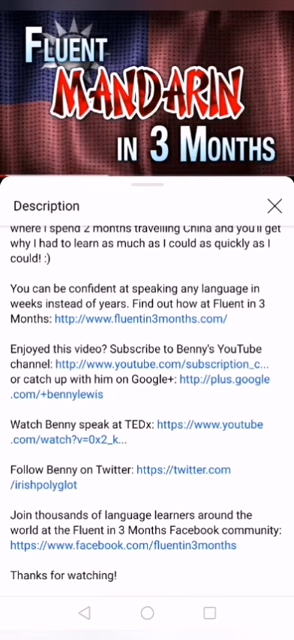 FLUENT
MANDARIN
IN 3 MONTHS
Description
where I spend 2 months travelling China and you'll get
why I had to learn as much as I could as quickly as I
could! :)
You can be confident at speaking any language in
weeks instead of years. Find out how at Fluent in 3
Months: http://www.fluentin3months.com/
Enjoyed this video? Subscribe to Benny's YouTube
channel: http://www.youtube.com/subscription_c...
or catch up with him on Google+: http://plus.google
.com/+bennylewis
Watch Benny speak at TEDx: https://www.youtube
.com/watch?v=0x2_k...
Follow Benny on Twitter: https://twitter.com
/irishpolyglot
Join thousands of language learners around the
world at the Fluent in 3 Months Facebook community:
https://www.facebook.com/fluentin3months
Thanks for watching!